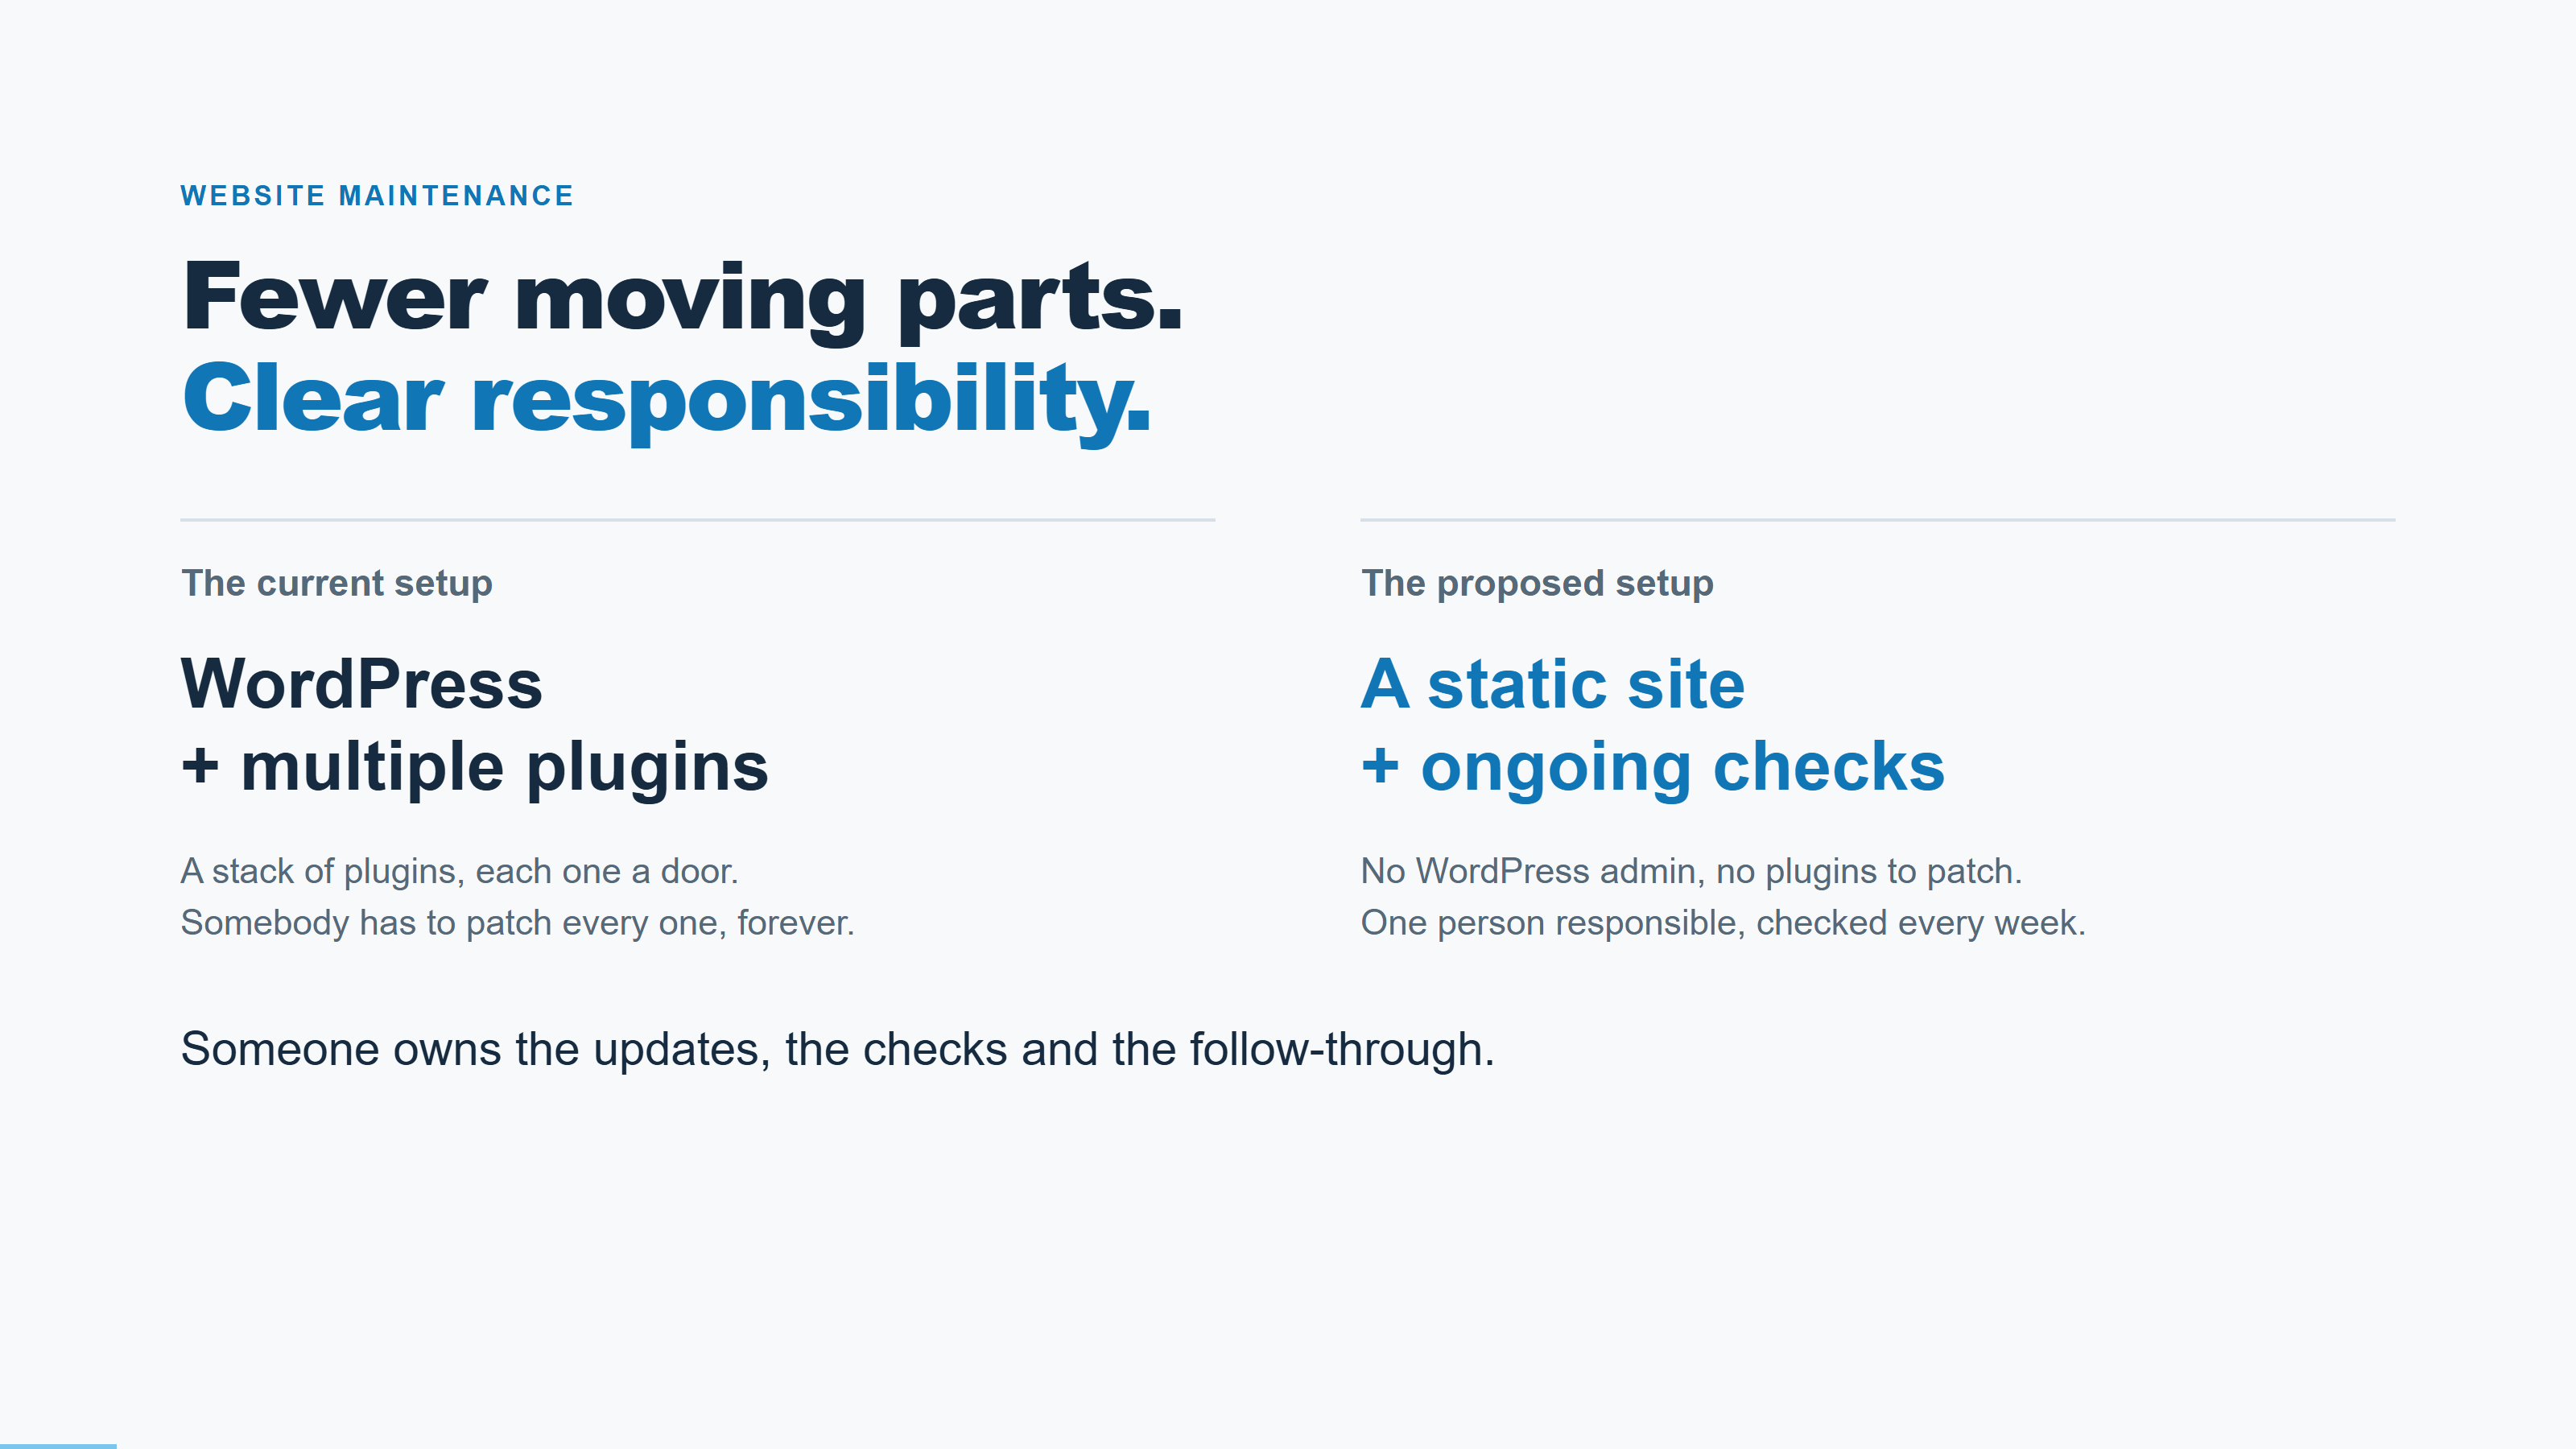 WEBSITE MAINTENANCE
Fewer moving parts.
Clear responsibility.
The current setup
WordPress
+ multiple plugins
A stack of plugins, each one a door.
Somebody has to patch every one, forever.
The proposed setup
A static site
+ ongoing checks
No WordPress admin, no plugins to patch.
One person responsible, checked every week.
Someone owns the updates, the checks and the follow-through.